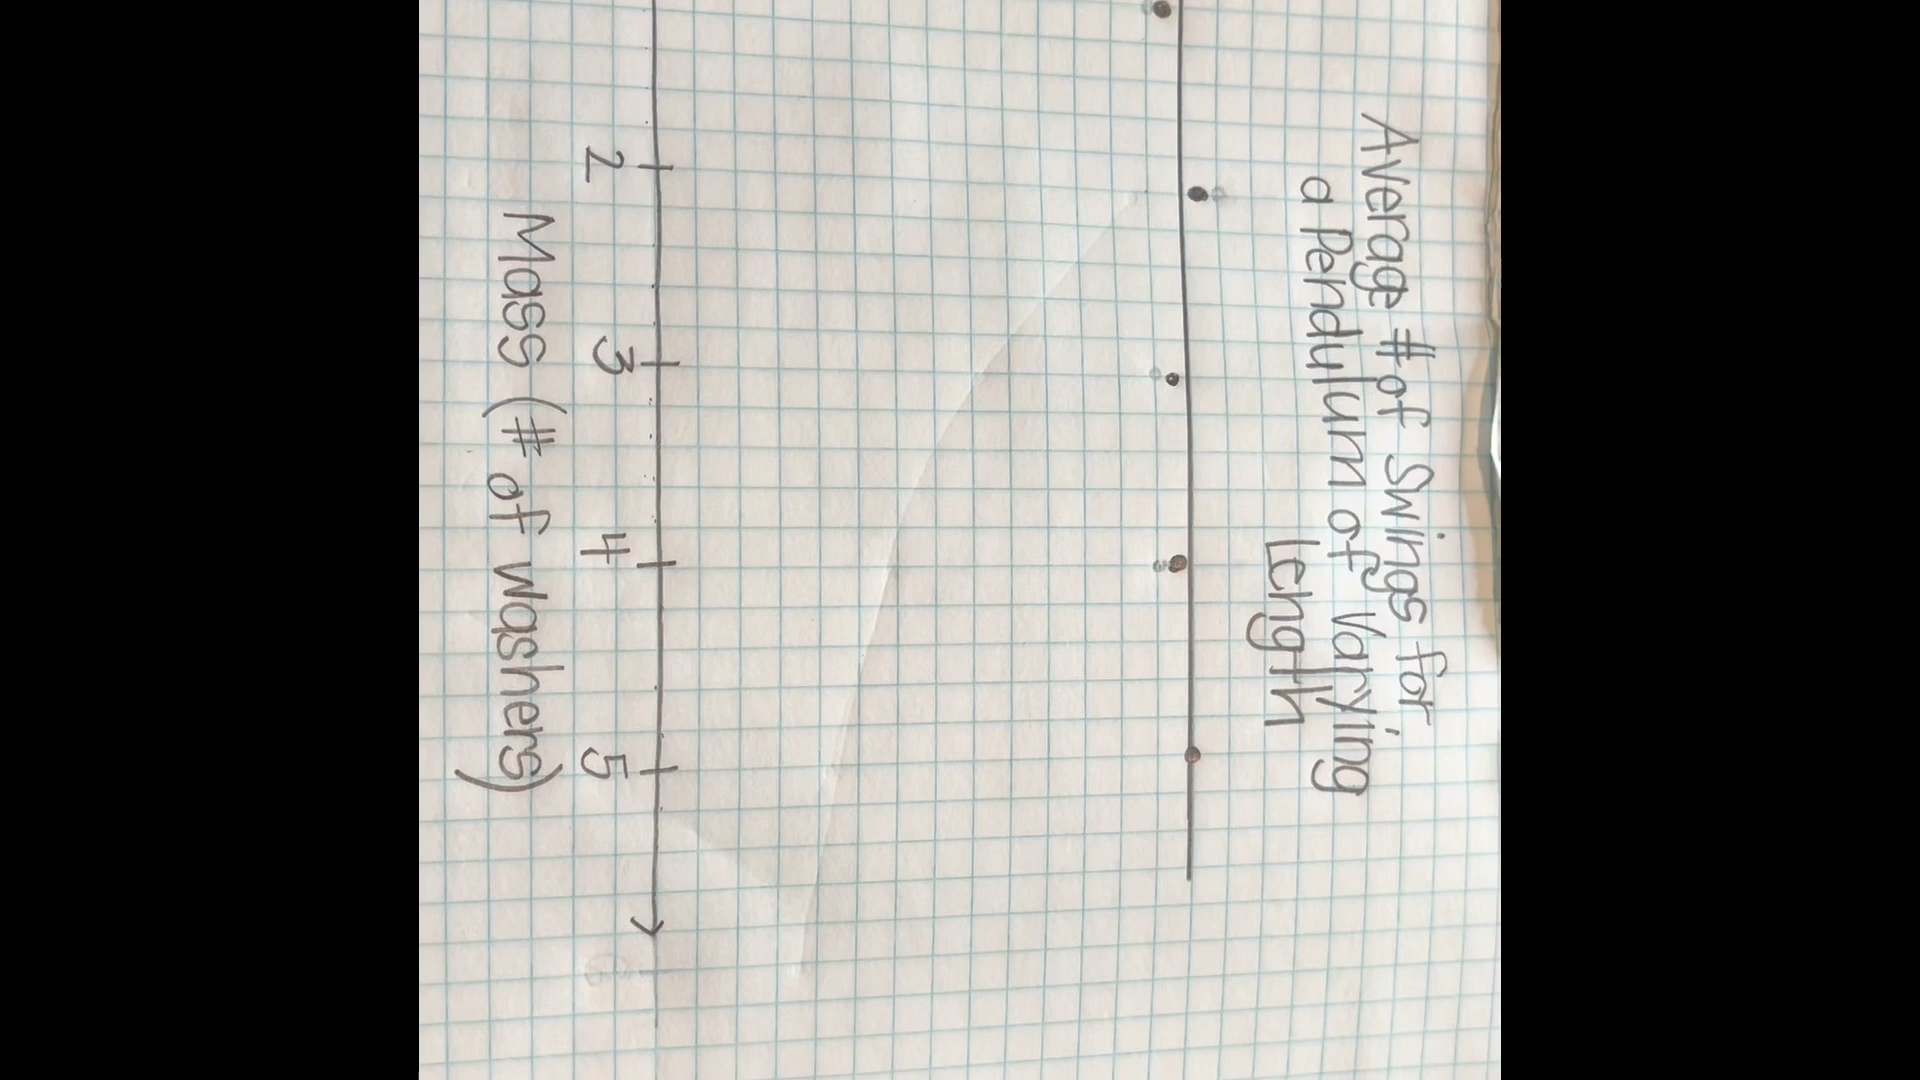 Average # of Swings for
a Pendulum of Varying
Length
2 3 4 5
Mass (# of washers)